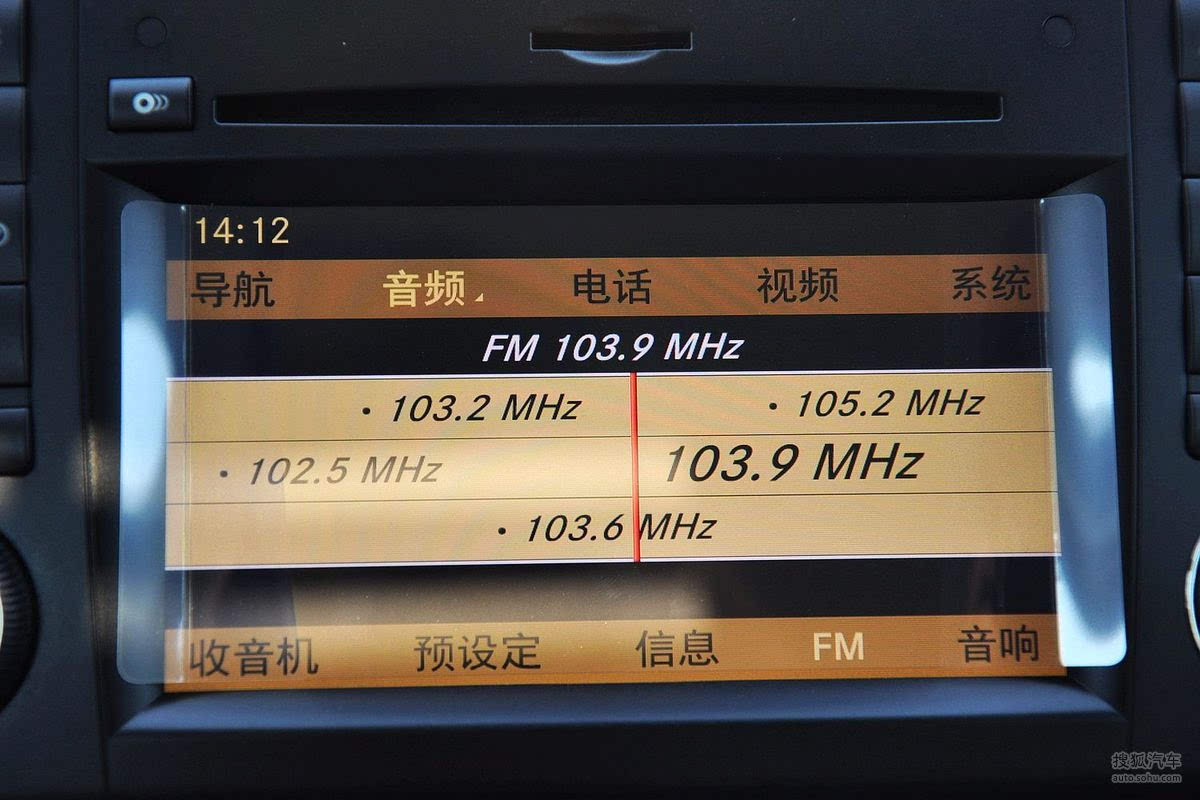 14:12
导航 音频 电话 视频 系统
FM 103.9 MHz
· 103.2 MHz · 105.2 MHz
· 102.5 MHz 103.9 MHz
· 103.6 MHz
收音机 预设定 信息 FM 音响
搜狐汽车
auto.sohu.com